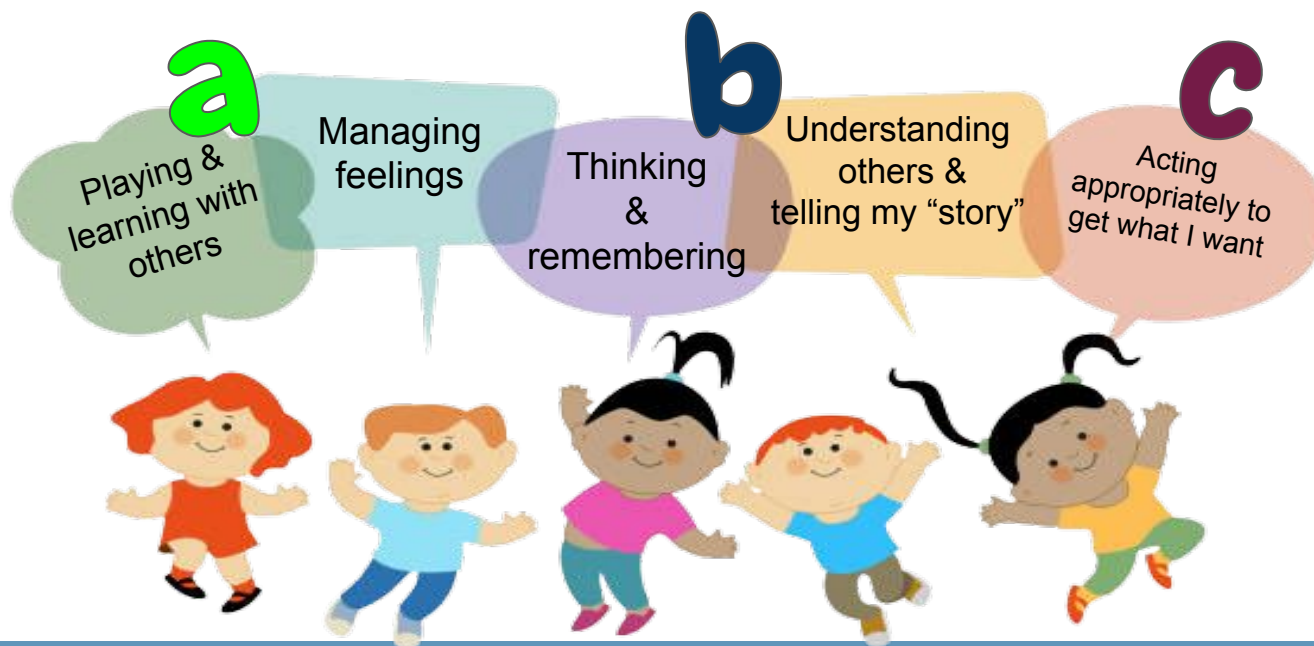 a
Playing &
learning with
others
Managing
feelings
b
Thinking
&
remembering
Understanding
others &
telling my “story”
c
Acting
appropriately to
get what I want